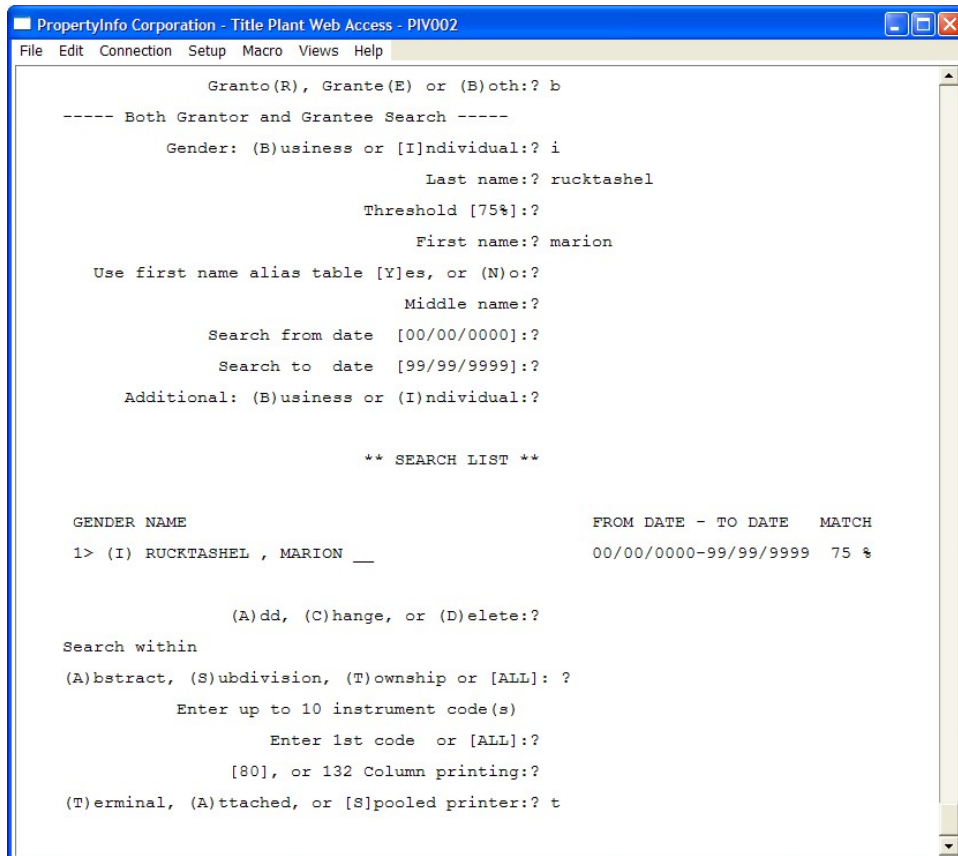 PropertyInfo Corporation - Title Plant Web Access - PIV002
File Edit Connection Setup Macro Views Help
Granto(R), Grante(E) or (B)oth:? b
----- Both Grantor and Grantee Search -----
Gender: (B)usiness or [I]ndividual:? i
Last name:? rucktashel
Threshold [75%]:?
First name:? marion
Use first name alias table [Y]es, or (N)o:?
Middle name:?
Search from date [00/00/0000]:?
Search to date [99/99/9999]:?
Additional: (B)usiness or (I)ndividual:?
** SEARCH LIST **
GENDER NAME FROM DATE - TO DATE MATCH
1> (I) RUCKTASHEL , MARION __ 00/00/0000-99/99/9999 75 %
(A)dd, (C)hange, or (D)elete:?
Search within
(A)bstract, (S)ubdivision, (T)ownship or [ALL]: ?
Enter up to 10 instrument code(s)
Enter 1st code or [ALL]:?
[80], or 132 Column printing:?
(T)erminal, (A)ttached, or [S]pooled printer:? t